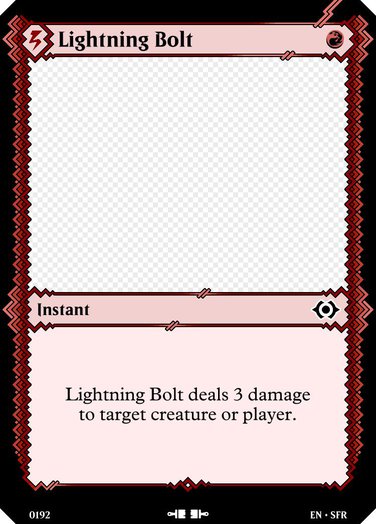 Lightning Bolt
Instant
Lightning Bolt deals 3 damage
to target creature or player.
0192
EN • SFR